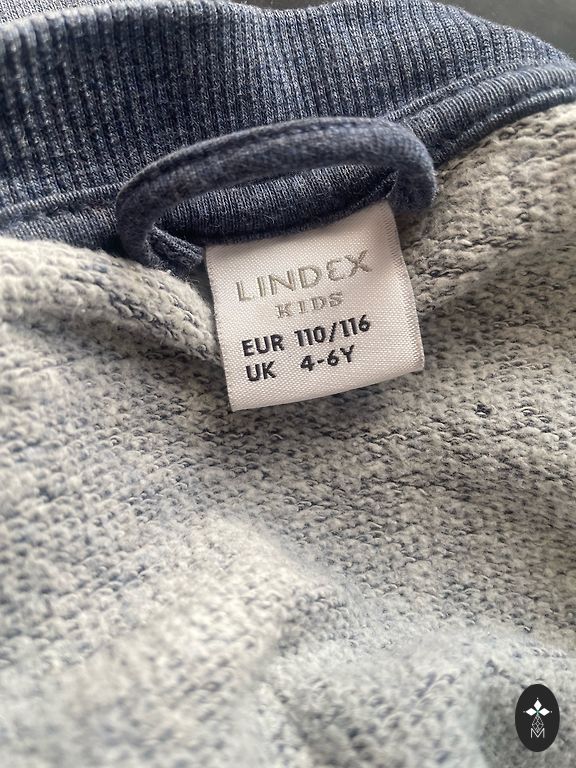 LINDEX
KIDS
EUR 110/116
UK 4-6Y
M